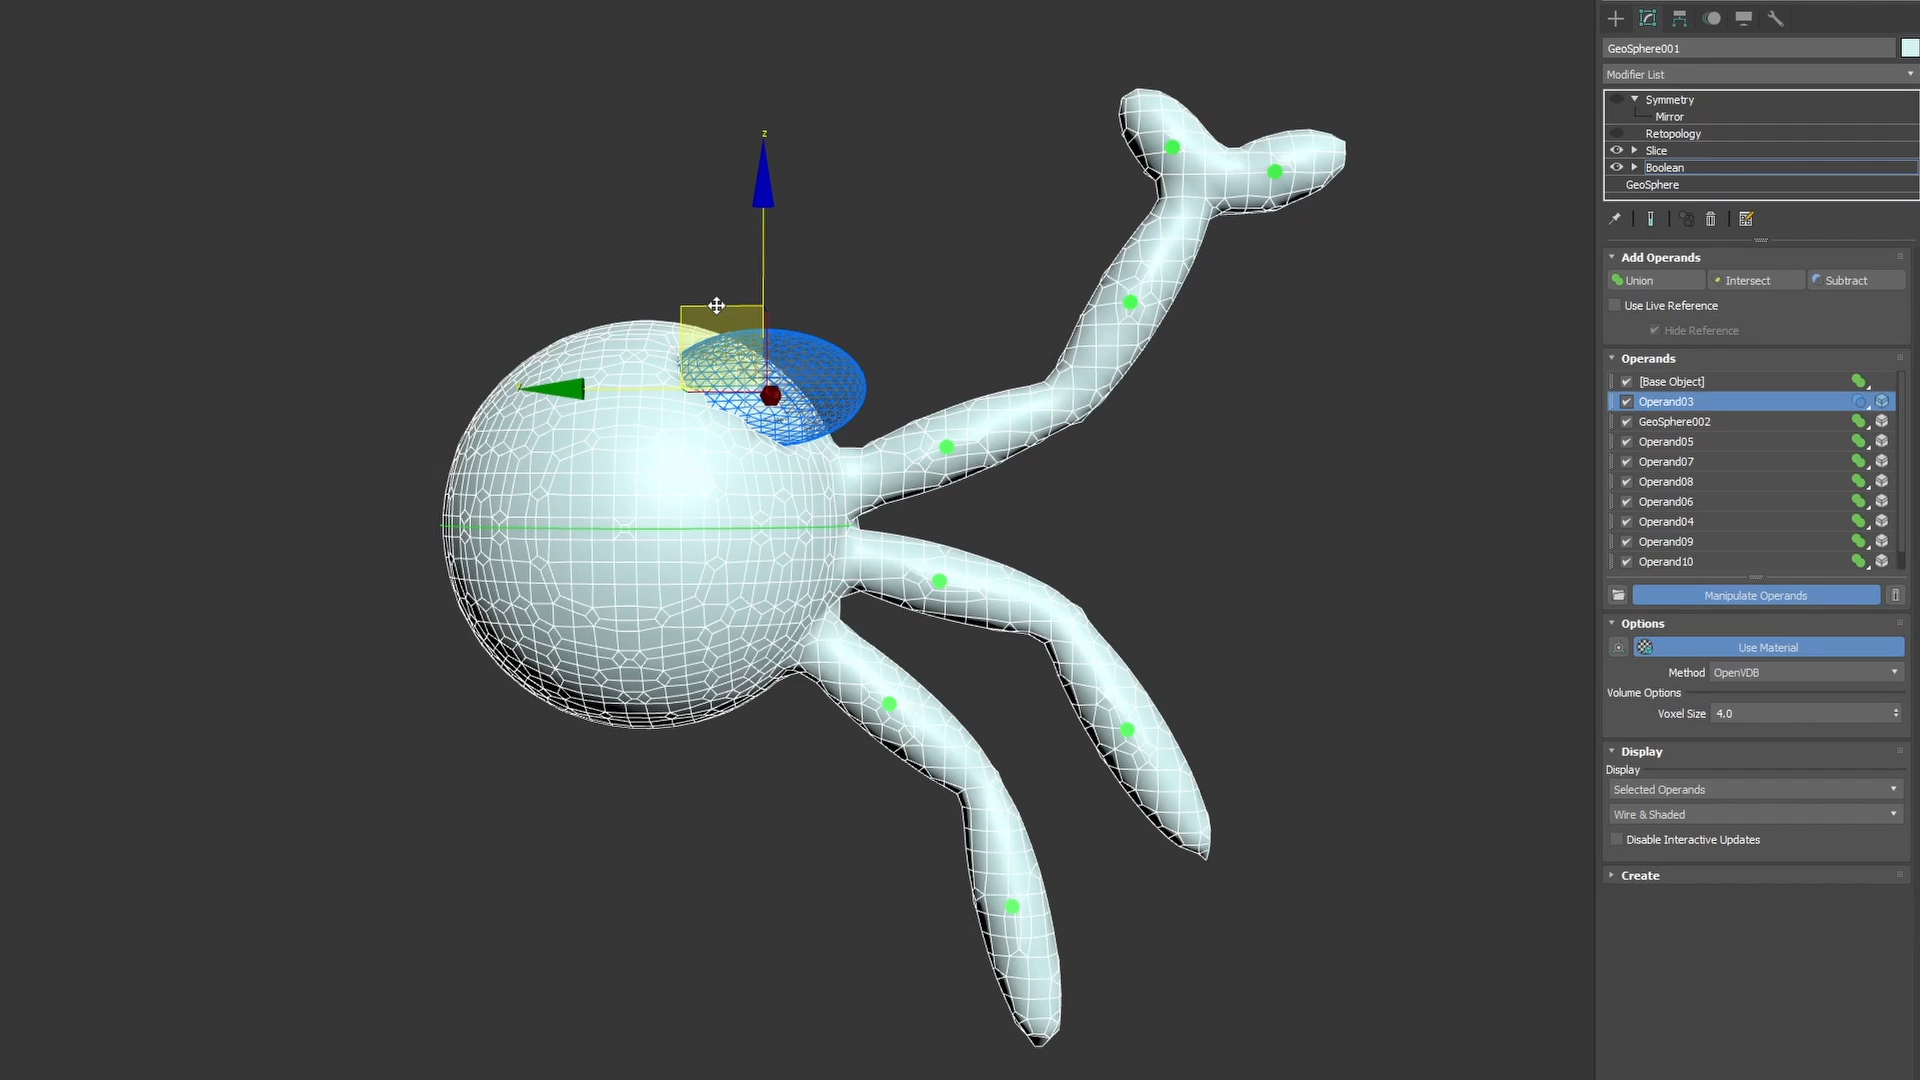 GeoSphere001
Modifier List
Symmetry
Mirror
Retopology
Slice
Boolean
GeoSphere
Add Operands
Union
Intersect
Subtract
Use Live Reference
Hide Reference
Operands
[Base Object]
Operand03
GeoSphere002
Operand05
Operand07
Operand08
Operand06
Operand04
Operand09
Operand10
Manipulate Operands
Options
Use Material
Method OpenVDB
Volume Options
Voxel Size 4.0
Display
Display
Selected Operands
Wire & Shaded
Disable Interactive Updates
Create
z